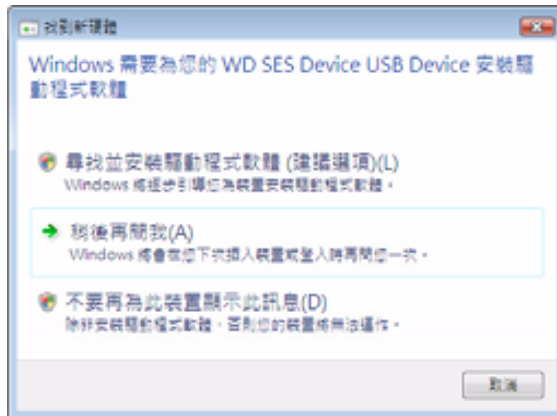 找到新硬體
Windows 需要為您的 WD SES Device USB Device 安裝驅
動程式軟體
尋找並安裝驅動程式軟體 (建議選項)(L)
Windows 將逐步引導您為裝置安裝驅動程式軟體。
稍後再問我(A)
Windows 將會在您下次插入裝置或登入時再問您一次。
不要再為此裝置顯示此訊息(D)
除非安裝驅動程式軟體，否則您的裝置將無法運作。
取消